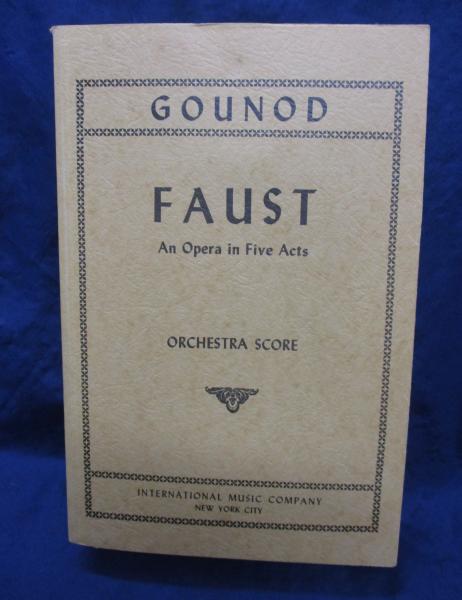 GOUNOD
FAUST
An Opera in Five Acts
ORCHESTRA SCORE
INTERNATIONAL MUSIC COMPANY
NEW YORK CITY